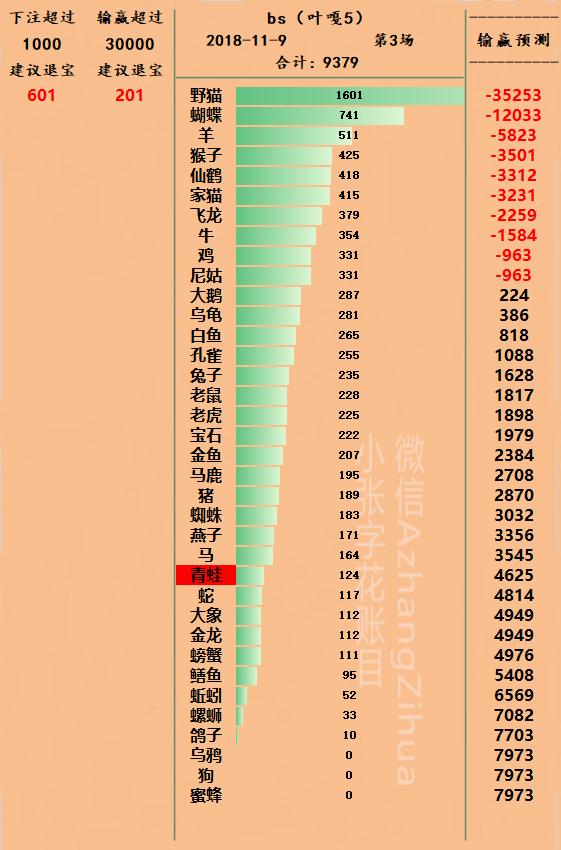 下注超过 输赢超过 bs（叶嘎5） ----------
1000 30000 2018-11-9 第3场 输赢预测
建议退宝 建议退宝 合计：9379 ----------
601 201 野猫 1601 -35253
蝴蝶 741 -12033
羊 511 -5823
猴子 425 -3501
仙鹤 418 -3312
家猫 415 -3231
飞龙 379 -2259
牛 354 -1584
鸡 331 -963
尼姑 331 -963
大鹅 287 224
乌龟 281 386
白鱼 265 818
孔雀 255 1088
兔子 235 1628
老鼠 228 1817
老虎 225 1898
宝石 222 1979
金鱼 207 2384
马鹿 195 2708
猪 189 2870
蜘蛛 183 3032
燕子 171 3356
马 164 3545
青蛙 124 4625
蛇 117 4814
大象 112 4949
金龙 112 4949
螃蟹 111 4976
鳝鱼 95 5408
蚯蚓 52 6569
螺蛳 33 7082
鸽子 10 7703
乌鸦 0 7973
狗 0 7973
蜜蜂 0 7973
微信AzhangZihua
小张字花账目